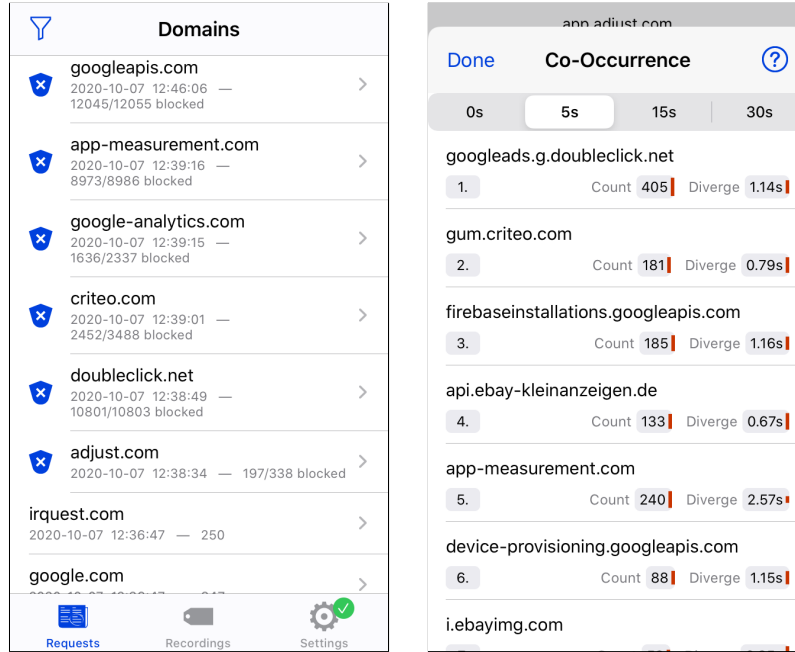 Domains
googleapis.com
2020-10-07 12:46:06 —
12045/12055 blocked
app-measurement.com
2020-10-07 12:39:16 —
8973/8986 blocked
google-analytics.com
2020-10-07 12:39:15 —
1636/2337 blocked
criteo.com
2020-10-07 12:39:01 —
2452/3488 blocked
doubleclick.net
2020-10-07 12:38:49 —
10801/10803 blocked
adjust.com
2020-10-07 12:38:34 — 197/338 blocked
irquest.com
2020-10-07 12:36:47 — 250
google.com
Requests Recordings Settings
app.adjust.com
Done Co-Occurrence ?
0s 5s 15s 30s
googleads.g.doubleclick.net
1. Count 405 Diverge 1.14s
gum.criteo.com
2. Count 181 Diverge 0.79s
firebaseinstallations.googleapis.com
3. Count 185 Diverge 1.16s
api.ebay-kleinanzeigen.de
4. Count 133 Diverge 0.67s
app-measurement.com
5. Count 240 Diverge 2.57s
device-provisioning.googleapis.com
6. Count 88 Diverge 1.15s
i.ebayimg.com